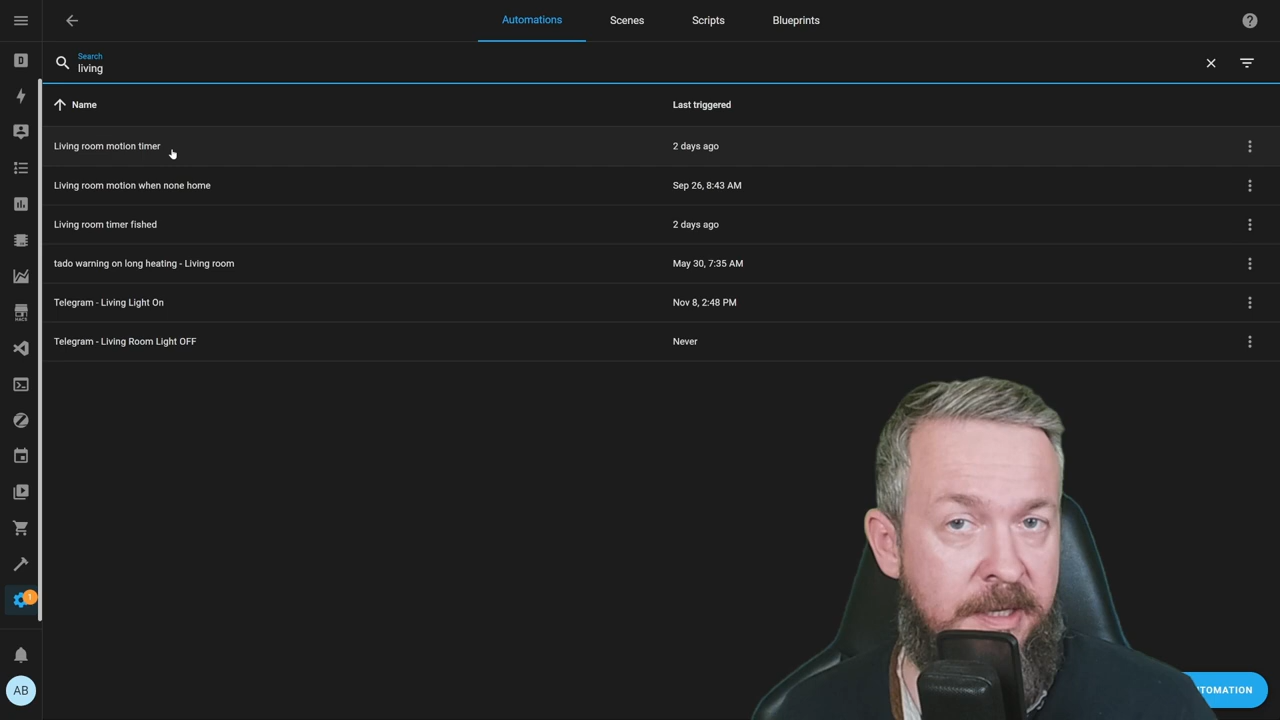 Automations
Scenes
Scripts
Blueprints
Search
living
Name
Last triggered
Living room motion timer
2 days ago
Living room motion when none home
Sep 26, 8:43 AM
Living room timer fished
2 days ago
tado warning on long heating - Living room
May 30, 7:35 AM
Telegram - Living Light On
Nov 8, 2:48 PM
Telegram - Living Room Light OFF
Never
D
HACS
1
AB
TOMATION